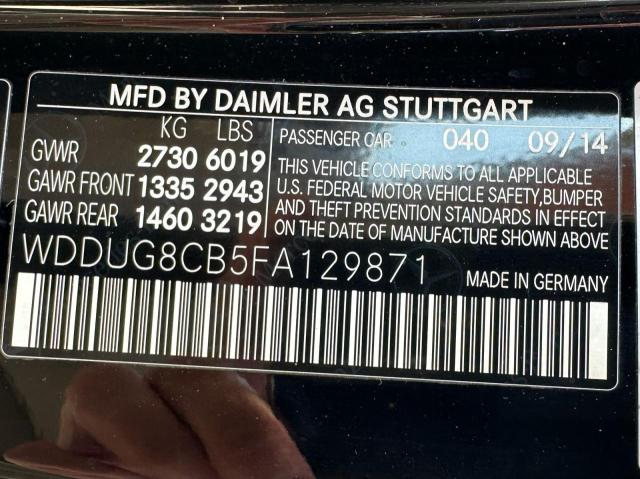 MFD BY DAIMLER AG STUTTGART
KG LBS
GVWR 2730 6019
GAWR FRONT 1335 2943
GAWR REAR 1460 3219
PASSENGER CAR 040 09/14
THIS VEHICLE CONFORMS TO ALL APPLICABLE
U.S. FEDERAL MOTOR VEHICLE SAFETY,BUMPER
AND THEFT PREVENTION STANDARDS IN EFFECT
ON THE DATE OF MANUFACTURE SHOWN ABOVE
WDDUG8CB5FA129871
MADE IN GERMANY